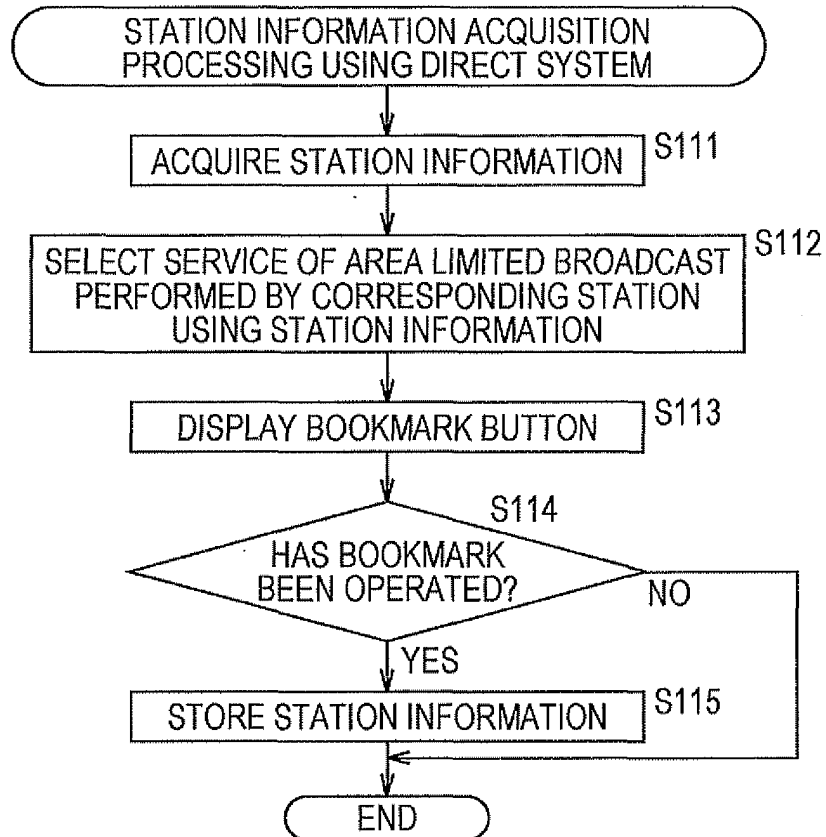 STATION INFORMATION ACQUISITION
PROCESSING USING DIRECT SYSTEM
S111
ACQUIRE STATION INFORMATION
S112
SELECT SERVICE OF AREA LIMITED BROADCAST
PERFORMED BY CORRESPONDING STATION
USING STATION INFORMATION
S113
DISPLAY BOOKMARK BUTTON
S114
HAS BOOKMARK
BEEN OPERATED?
NO
YES
S115
STORE STATION INFORMATION
END